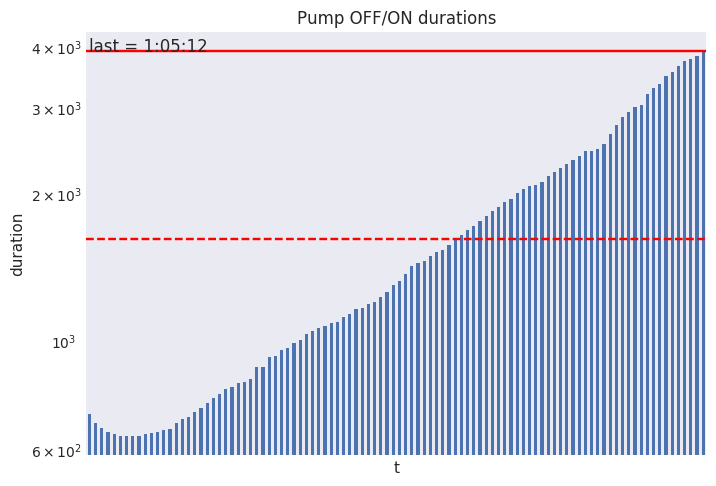 Pump OFF/ON durations
last = 1:05:12
4 × 10³
3 × 10³
2 × 10³
10³
6 × 10²
duration
t